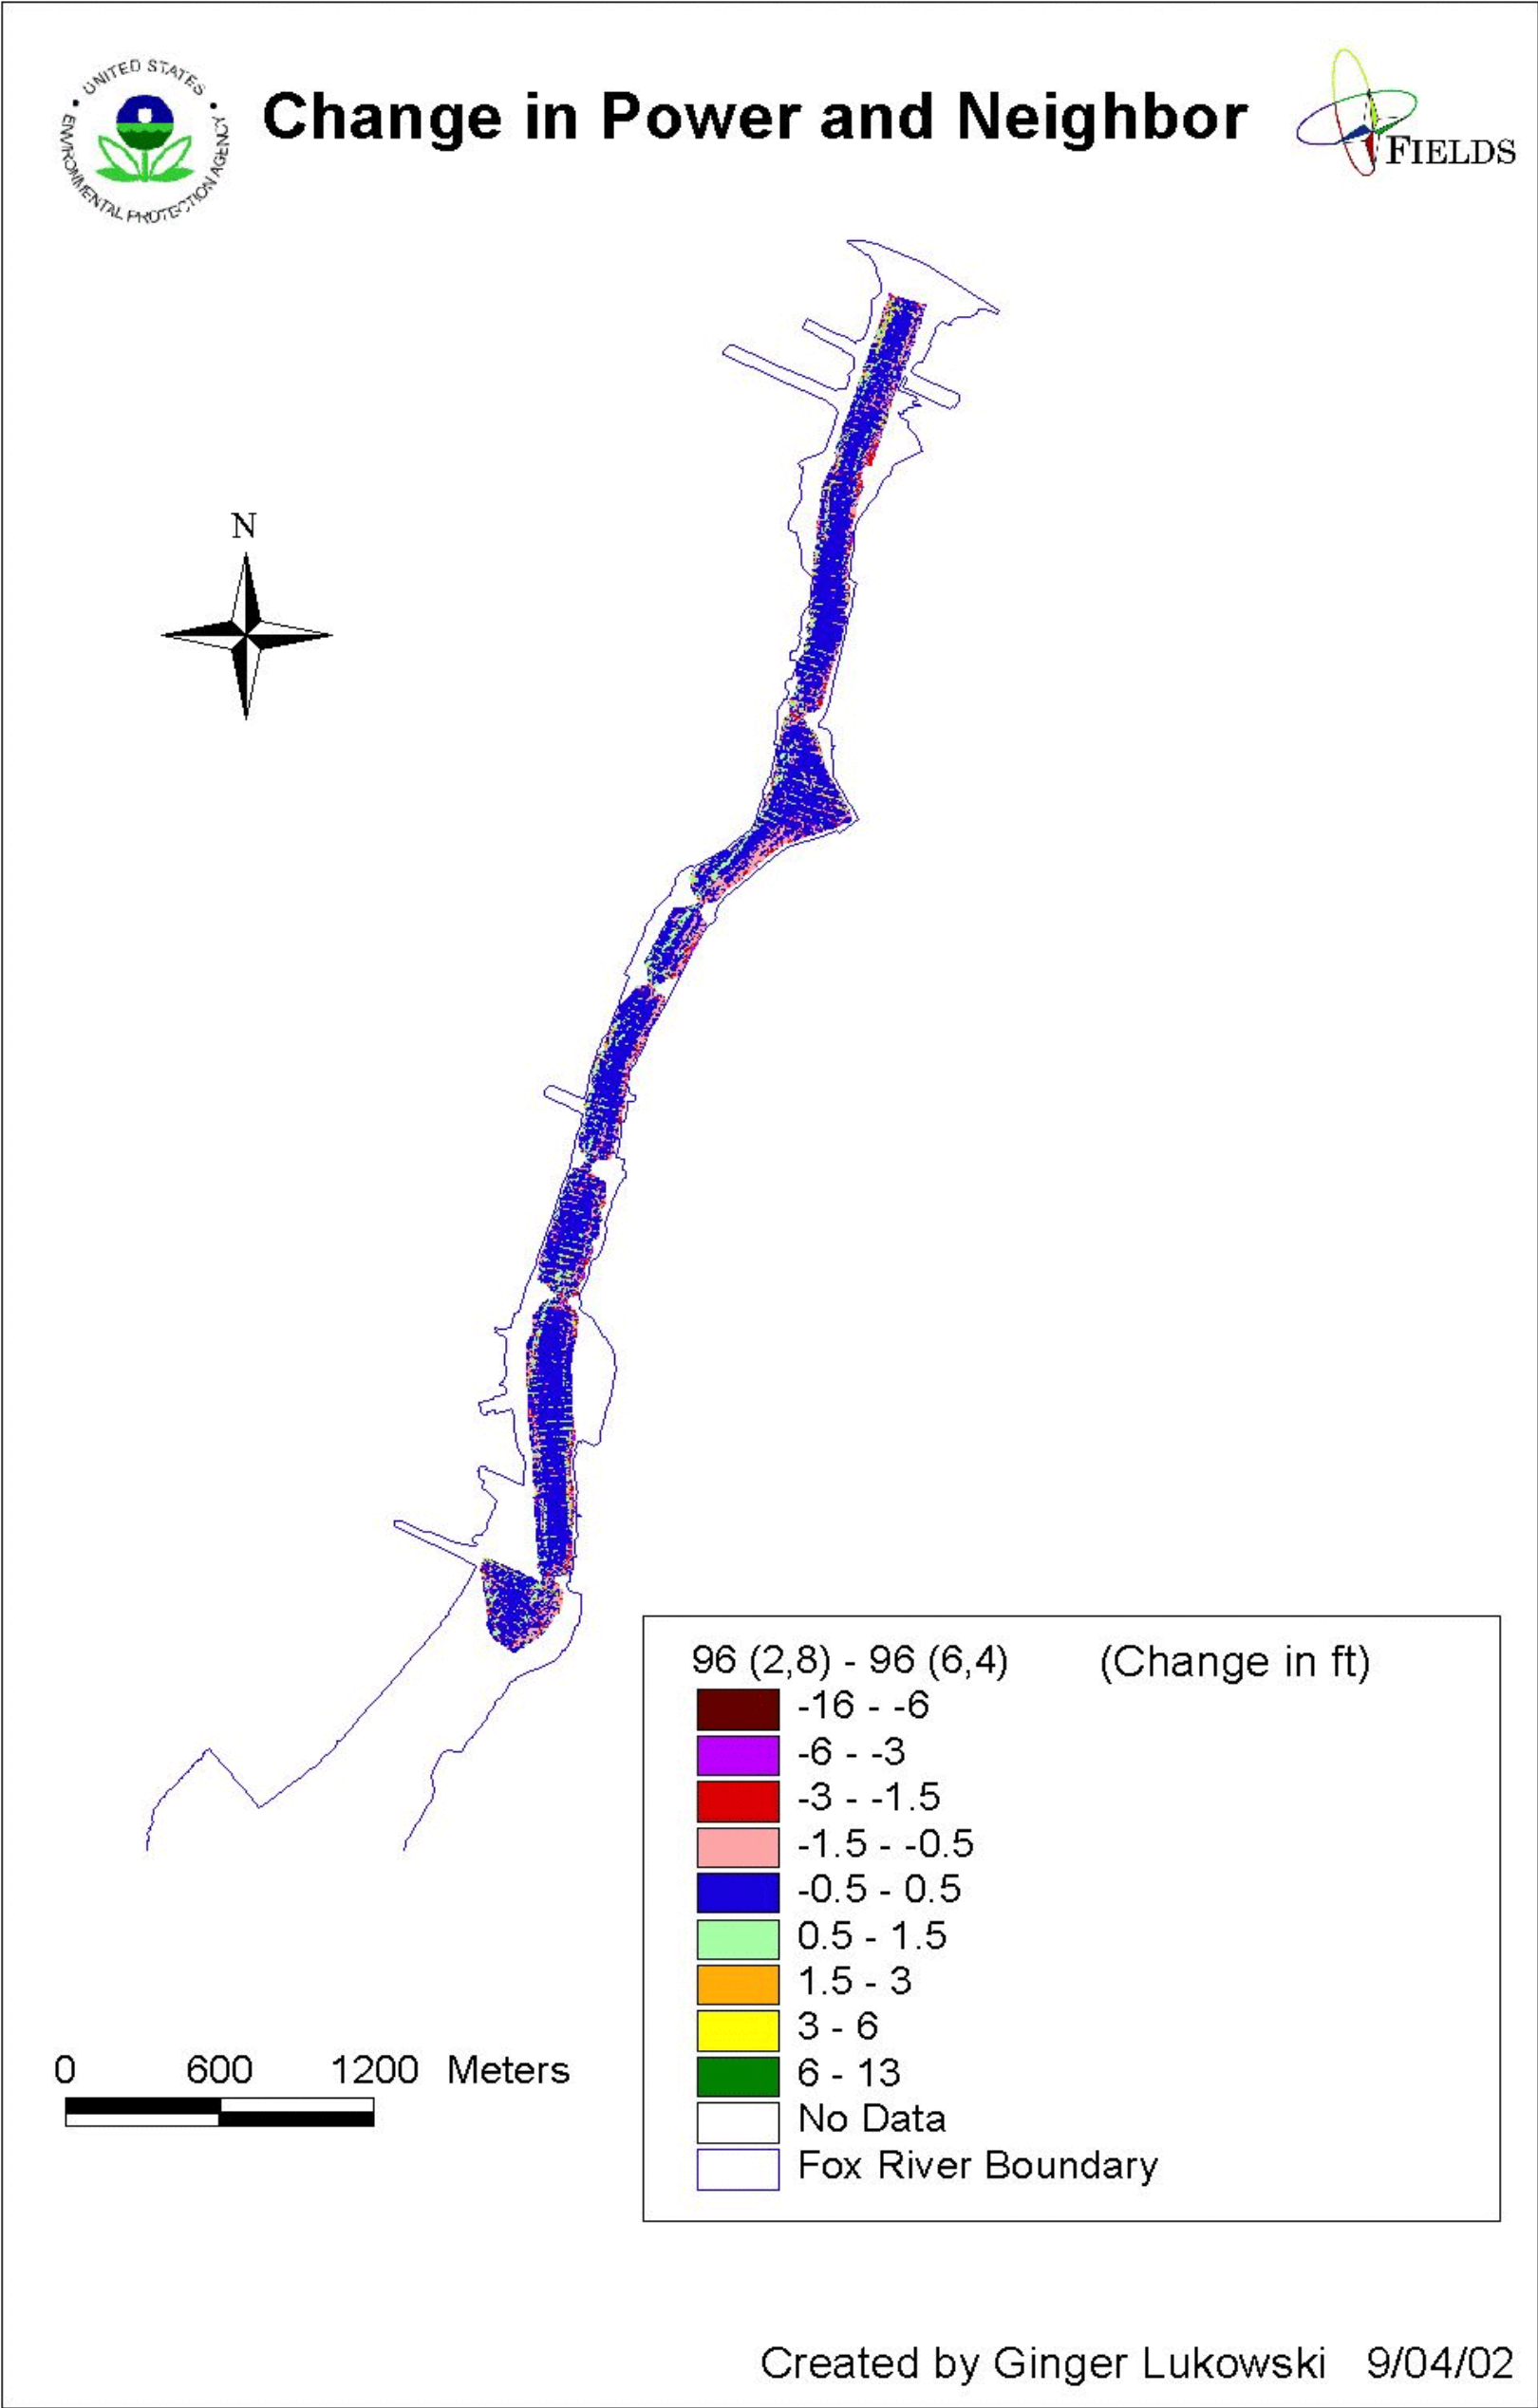 UNITED STATES
ENVIRONMENTAL PROTECTION AGENCY
Change in Power and Neighbor
FIELDS
N
96 (2,8) - 96 (6,4) (Change in ft)
-16 - -6
-6 - -3
-3 - -1.5
-1.5 - -0.5
-0.5 - 0.5
0.5 - 1.5
1.5 - 3
3 - 6
6 - 13
No Data
Fox River Boundary
0 600 1200 Meters
Created by Ginger Lukowski 9/04/02